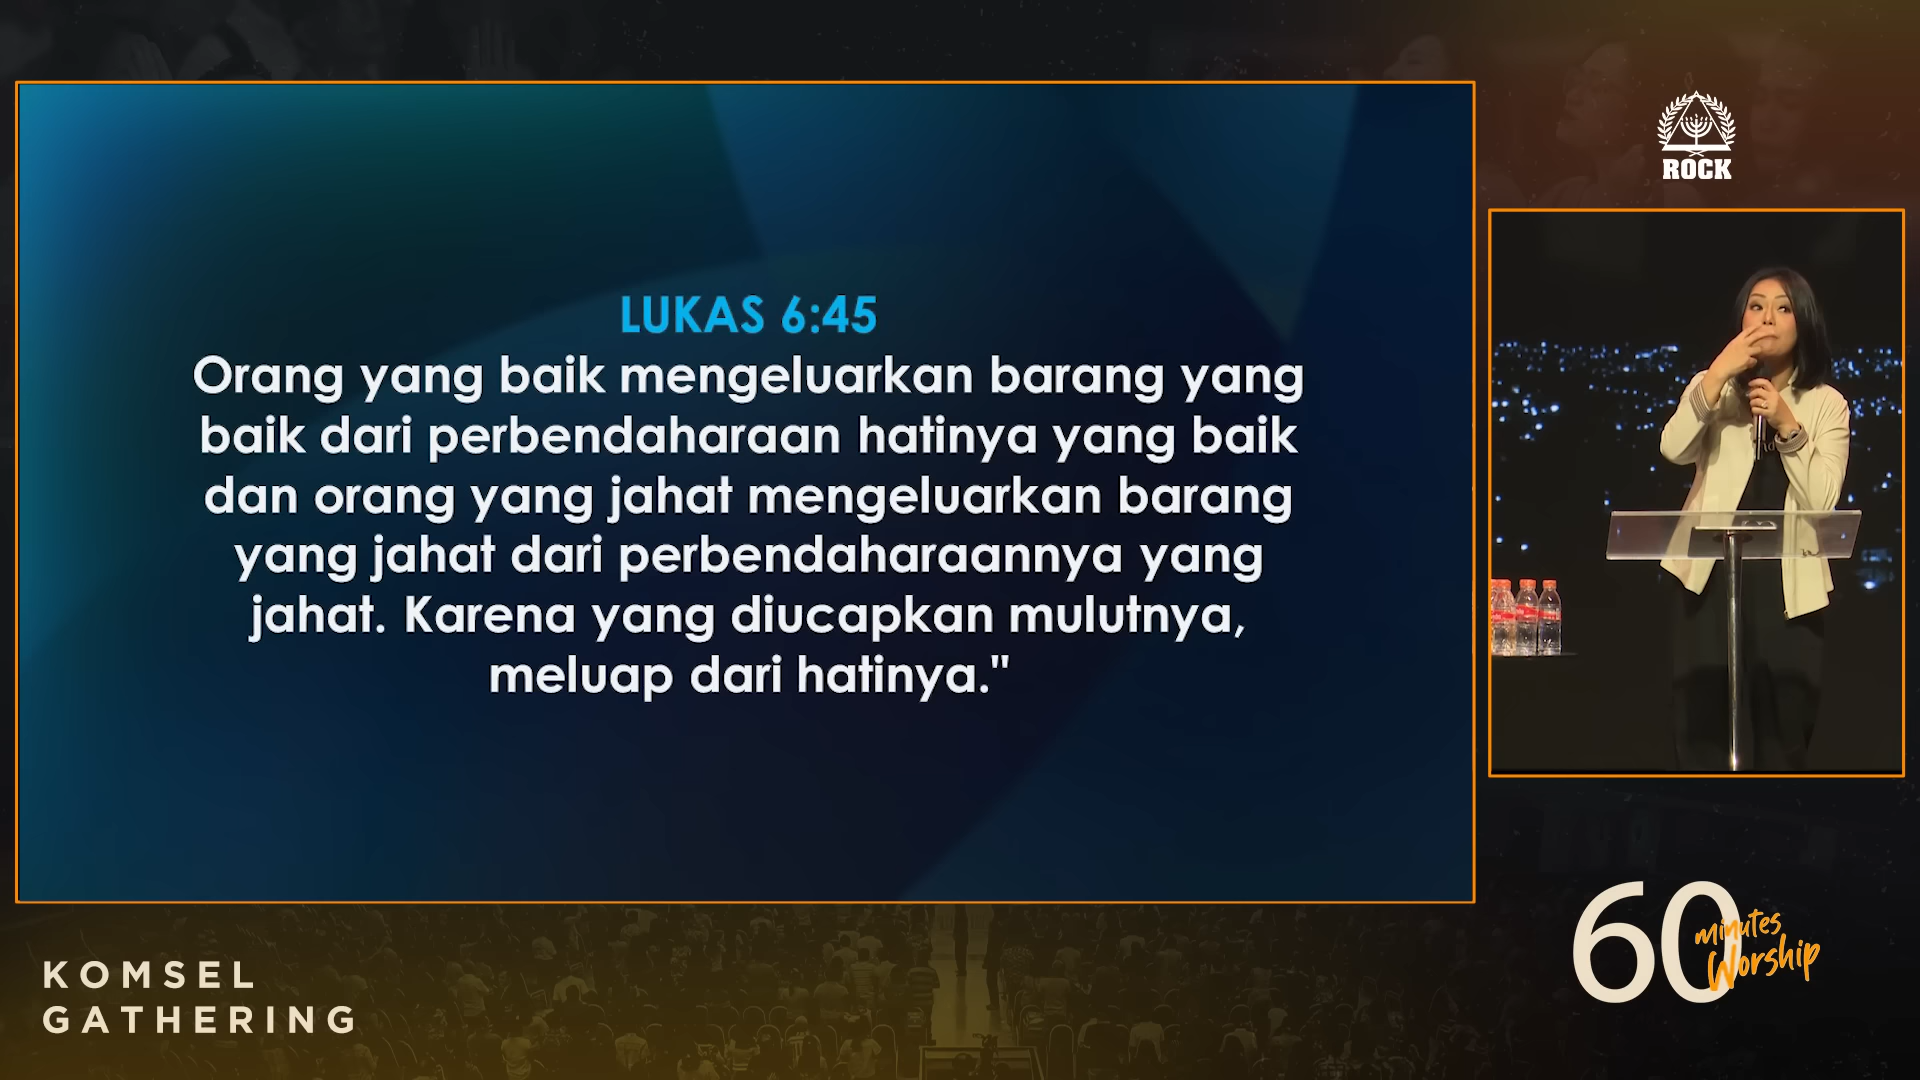 LUKAS 6:45
Orang yang baik mengeluarkan barang yang
baik dari perbendaharaan hatinya yang baik
dan orang yang jahat mengeluarkan barang
yang jahat dari perbendaharaannya yang
jahat. Karena yang diucapkan mulutnya,
meluap dari hatinya."
ROCK
KOMSEL
GATHERING
60
minutes
Worship